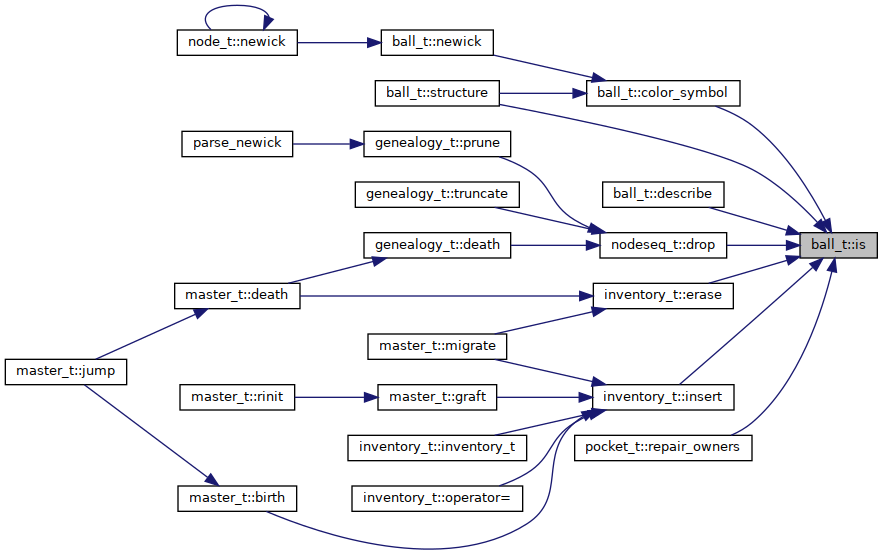 node_t::newick
ball_t::newick
ball_t::structure
ball_t::color_symbol
parse_newick
genealogy_t::prune
genealogy_t::truncate
ball_t::describe
genealogy_t::death
nodeseq_t::drop
ball_t::is
master_t::death
inventory_t::erase
master_t::migrate
master_t::jump
master_t::rinit
master_t::graft
inventory_t::insert
inventory_t::inventory_t
pocket_t::repair_owners
master_t::birth
inventory_t::operator=